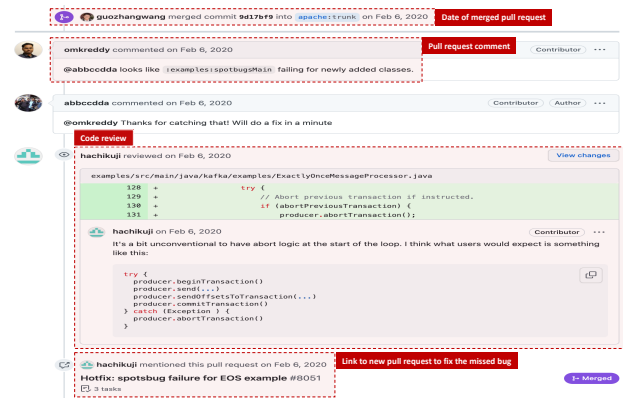 guozhangwang merged commit 9d17bf9 into apache:trunk on Feb 6, 2020
Date of merged pull request
omkreddy commented on Feb 6, 2020
Pull request comment
Contributor ...
@abbccdda looks like :examples:spotbugsMain failing for newly added classes.
abbccdda commented on Feb 6, 2020
Contributor Author ...
@omkreddy Thanks for catching that! Will do a fix in a minute
Code review
hachikuji reviewed on Feb 6, 2020
View changes
examples/src/main/java/kafka/examples/ExactlyOnceMessageProcessor.java
128 + try {
129 + // Abort previous transaction if instructed.
130 + if (abortPreviousTransaction) {
131 + producer.abortTransaction();
hachikuji on Feb 6, 2020
Contributor ...
It's a bit unconventional to have abort logic at the start of the loop. I think what users would expect is something
like this:
try {
producer.beginTransaction()
producer.send(...)
producer.sendOffsetsToTransaction(...)
producer.commitTransaction()
} catch (Exception ) {
producer.abortTransaction()
}
hachikuji mentioned this pull request on Feb 6, 2020
Link to new pull request to fix the missed bug
Hotfix: spotsbug failure for EOS example #8051
Merged
3 tasks